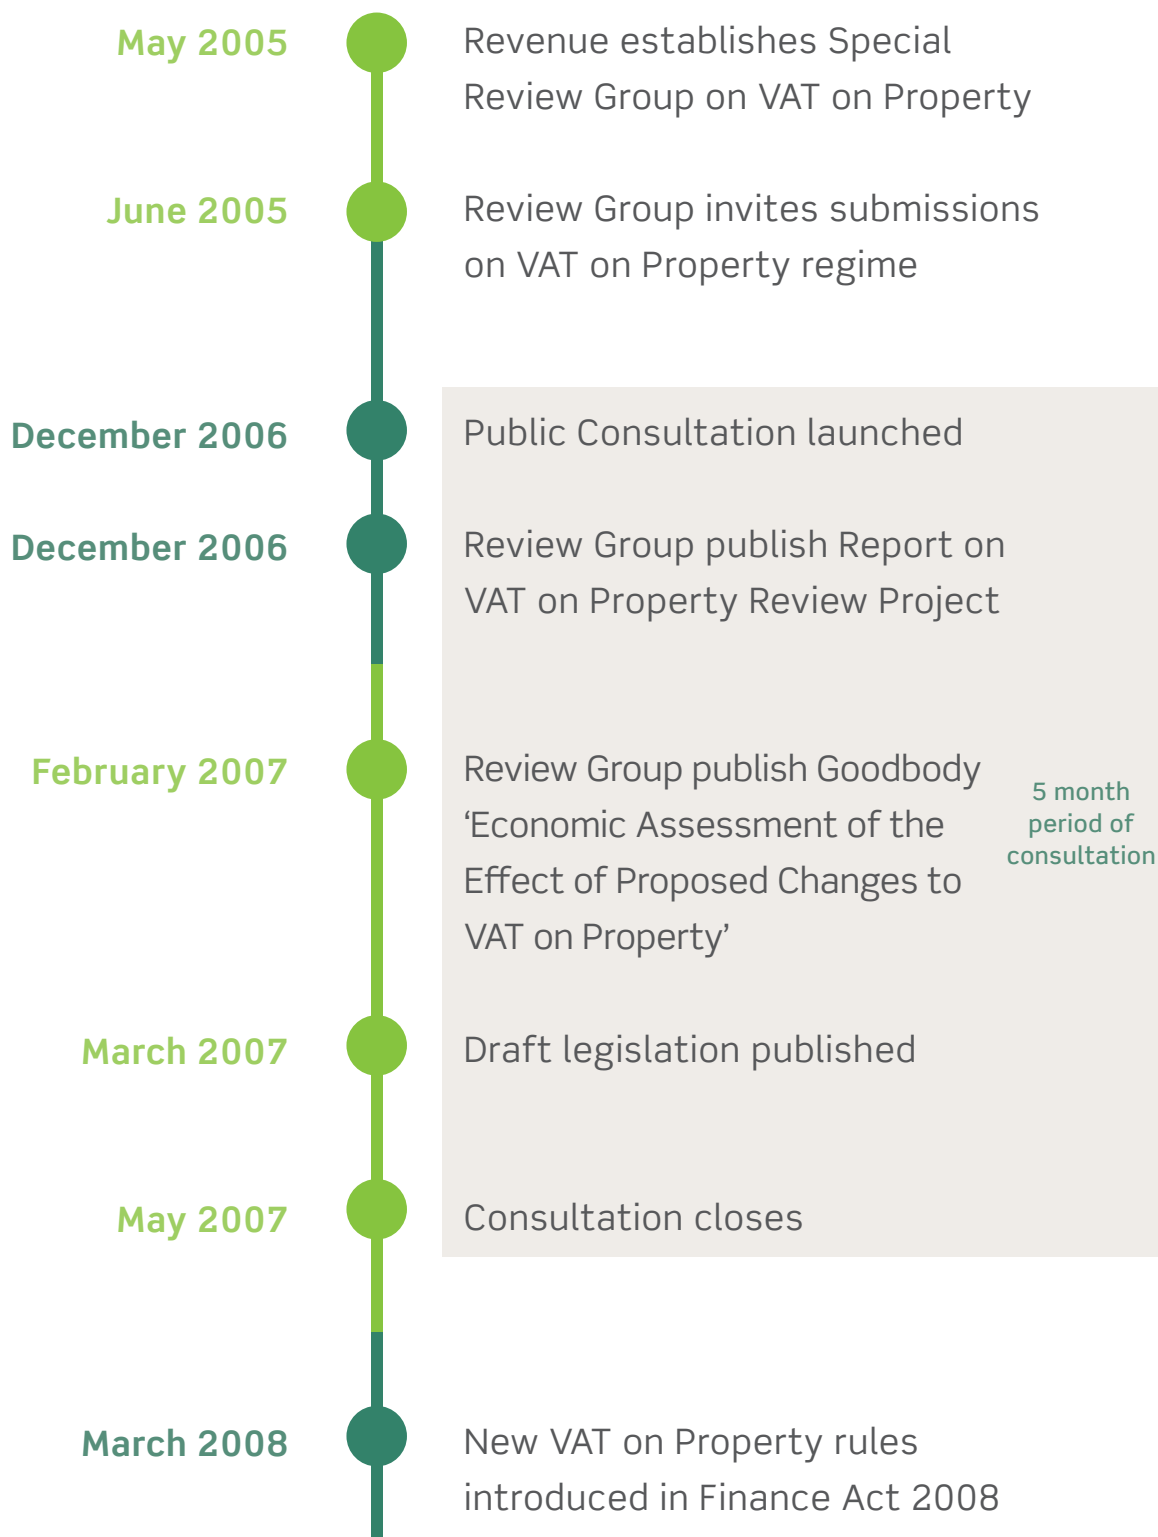 May 2005
Revenue establishes Special
Review Group on VAT on Property
June 2005
Review Group invites submissions
on VAT on Property regime
December 2006
Public Consultation launched
December 2006
Review Group publish Report on
VAT on Property Review Project
February 2007
Review Group publish Goodbody
‘Economic Assessment of the
Effect of Proposed Changes to
VAT on Property’
5 month
period of
consultation
March 2007
Draft legislation published
May 2007
Consultation closes
March 2008
New VAT on Property rules
introduced in Finance Act 2008